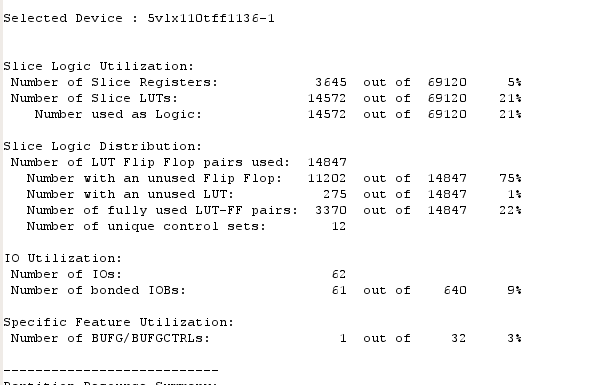 Selected Device : 5vlx110tff1136-1
Slice Logic Utilization:
Number of Slice Registers: 3645 out of 69120 5%
Number of Slice LUTs: 14572 out of 69120 21%
Number used as Logic: 14572 out of 69120 21%
Slice Logic Distribution:
Number of LUT Flip Flop pairs used: 14847
Number with an unused Flip Flop: 11202 out of 14847 75%
Number with an unused LUT: 275 out of 14847 1%
Number of fully used LUT-FF pairs: 3370 out of 14847 22%
Number of unique control sets: 12
IO Utilization:
Number of IOs: 62
Number of bonded IOBs: 61 out of 640 9%
Specific Feature Utilization:
Number of BUFG/BUFGCTRLs: 1 out of 32 3%
---------------------------
Partition Resource Summary: